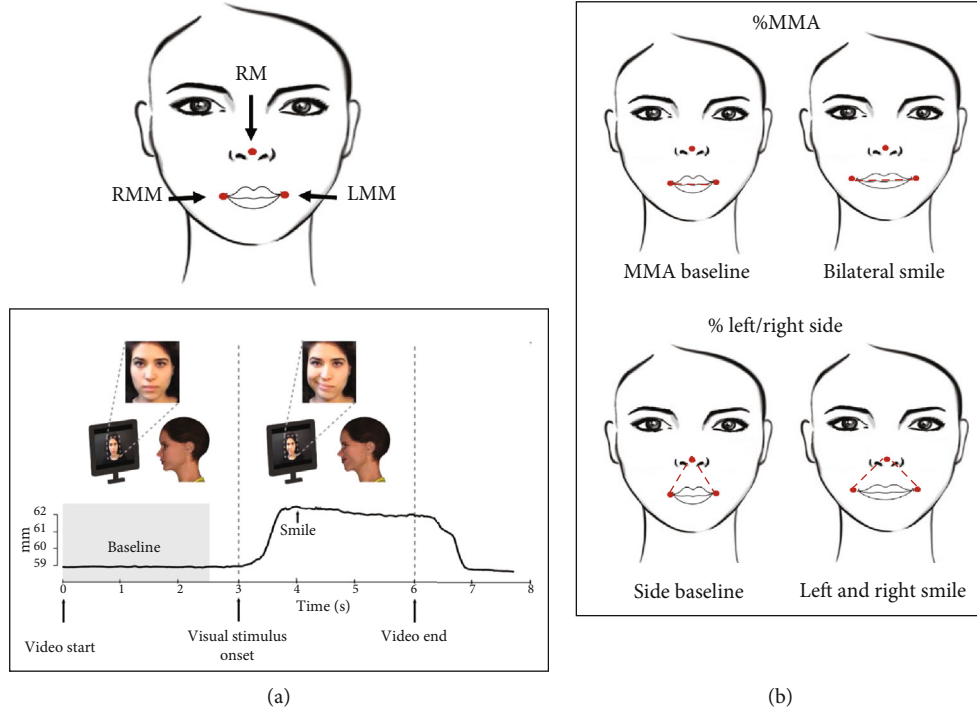 RM
RMM
LMM
62
61
60
59
mm
Baseline
Smile
0 1 2 3 4 5 6 7 8
Time (s)
Video start
Visual stimulus
onset
Video end
(a)
%MMA
MMA baseline
Bilateral smile
% left/right side
Side baseline
Left and right smile
(b)